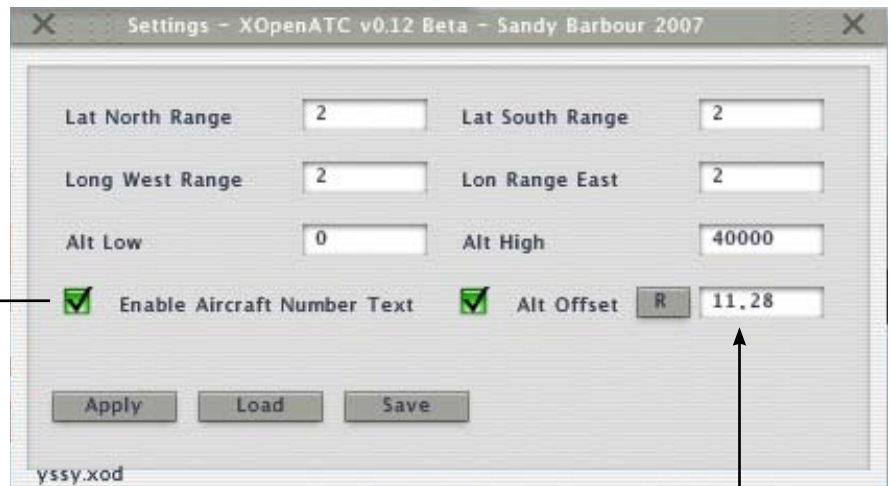 Settings - XOpenATC v0.12 Beta - Sandy Barbour 2007
Lat North Range 2 Lat South Range 2
Long West Range 2 Lon Range East 2
Alt Low 0 Alt High 40000
Enable Aircraft Number Text Alt Offset R 11.28
Apply Load Save
yssy.xod